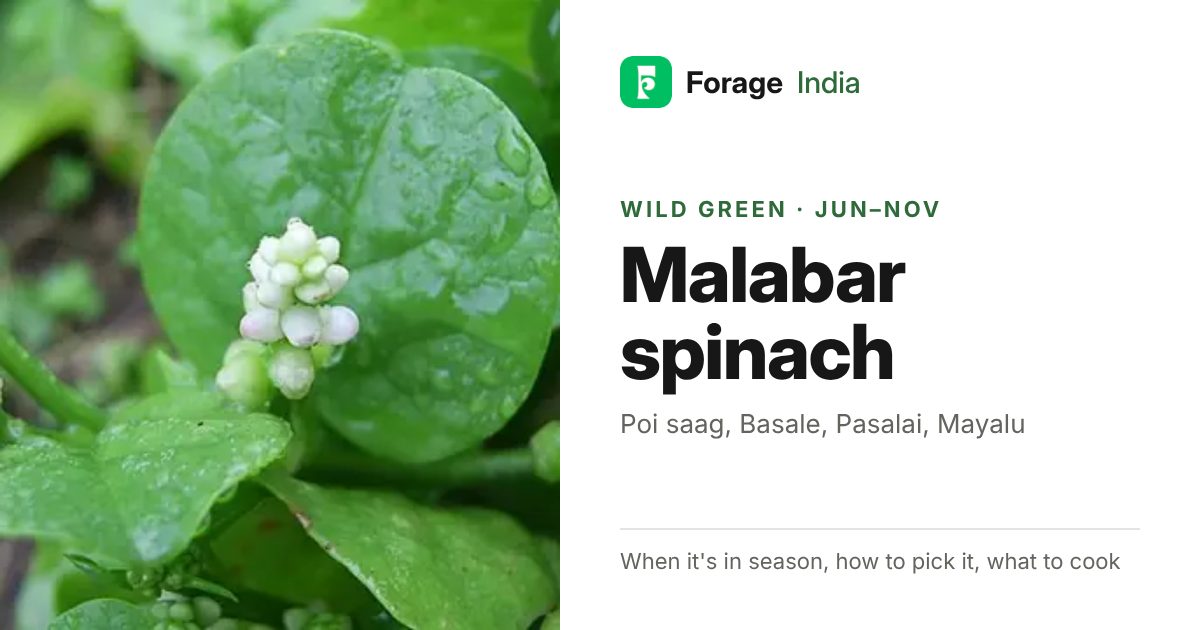 Forage India
WILD GREEN · JUN–NOV
Malabar
spinach
Poi saag, Basale, Pasalai, Mayalu
When it's in season, how to pick it, what to cook